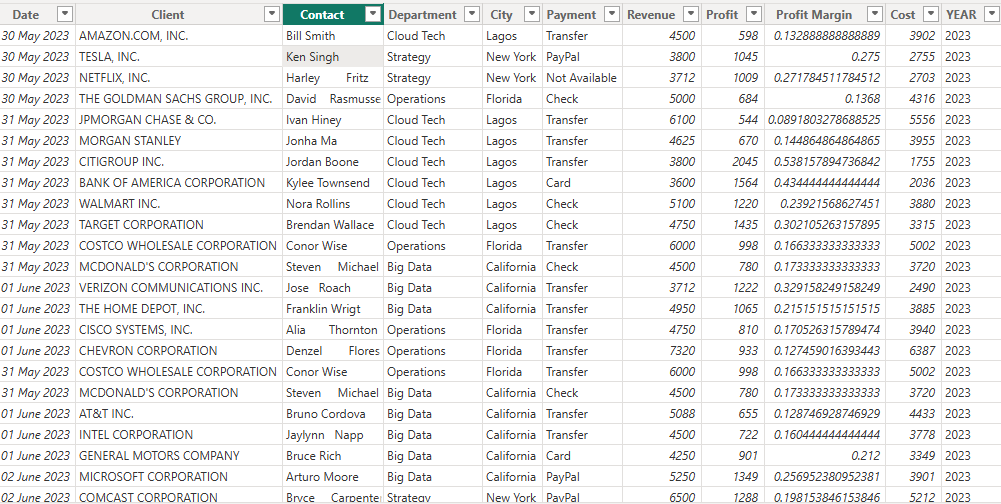 Date Client Contact Department City Payment Revenue Profit Profit Margin Cost YEAR
30 May 2023 AMAZON.COM, INC. Bill Smith Cloud Tech Lagos Transfer 4500 598 0.132888888888889 3902 2023
30 May 2023 TESLA, INC. Ken Singh Strategy New York PayPal 3800 1045 0.275 2755 2023
30 May 2023 NETFLIX, INC. Harley Fritz Strategy New York Not Available 3712 1009 0.271784511784512 2703 2023
30 May 2023 THE GOLDMAN SACHS GROUP, INC. David Rasmusse Operations Florida Check 5000 684 0.1368 4316 2023
31 May 2023 JPMORGAN CHASE & CO. Ivan Hiney Cloud Tech Lagos Transfer 6100 544 0.0891803278688525 5556 2023
31 May 2023 MORGAN STANLEY Jonha Ma Cloud Tech Lagos Transfer 4625 670 0.144864864864865 3955 2023
31 May 2023 CITIGROUP INC. Jordan Boone Cloud Tech Lagos Transfer 3800 2045 0.538157894736842 1755 2023
31 May 2023 BANK OF AMERICA CORPORATION Kylee Townsend Cloud Tech Lagos Card 3600 1564 0.434444444444444 2036 2023
31 May 2023 WALMART INC. Nora Rollins Cloud Tech Lagos Check 5100 1220 0.23921568627451 3880 2023
31 May 2023 TARGET CORPORATION Brendan Wallace Cloud Tech Lagos Check 4750 1435 0.302105263157895 3315 2023
31 May 2023 COSTCO WHOLESALE CORPORATION Conor Wise Operations Florida Transfer 6000 998 0.166333333333333 5002 2023
31 May 2023 MCDONALD'S CORPORATION Steven Michael Big Data California Check 4500 780 0.173333333333333 3720 2023
01 June 2023 VERIZON COMMUNICATIONS INC. Jose Roach Big Data California Transfer 3712 1222 0.329158249158249 2490 2023
01 June 2023 THE HOME DEPOT, INC. Franklin Wrigt Big Data California Transfer 4950 1065 0.215151515151515 3885 2023
01 June 2023 CISCO SYSTEMS, INC. Alia Thornton Operations Florida Transfer 4750 810 0.170526315789474 3940 2023
01 June 2023 CHEVRON CORPORATION Denzel Flores Operations Florida Transfer 7320 933 0.127459016393443 6387 2023
31 May 2023 COSTCO WHOLESALE CORPORATION Conor Wise Operations Florida Transfer 6000 998 0.166333333333333 5002 2023
31 May 2023 MCDONALD'S CORPORATION Steven Michael Big Data California Check 4500 780 0.173333333333333 3720 2023
01 June 2023 AT&T INC. Bruno Cordova Big Data California Transfer 5088 655 0.128746928746929 4433 2023
01 June 2023 INTEL CORPORATION Jaylynn Napp Big Data California Transfer 4500 722 0.160444444444444 3778 2023
01 June 2023 GENERAL MOTORS COMPANY Bruce Rich Big Data California Card 4250 901 0.212 3349 2023
02 June 2023 MICROSOFT CORPORATION Arturo Moore Big Data California PayPal 5250 1349 0.256952380952381 3901 2023
02 June 2023 COMCAST CORPORATION Bryce Carpenter Strategy New York PayPal 6500 1288 0.198153846153846 5212 2023